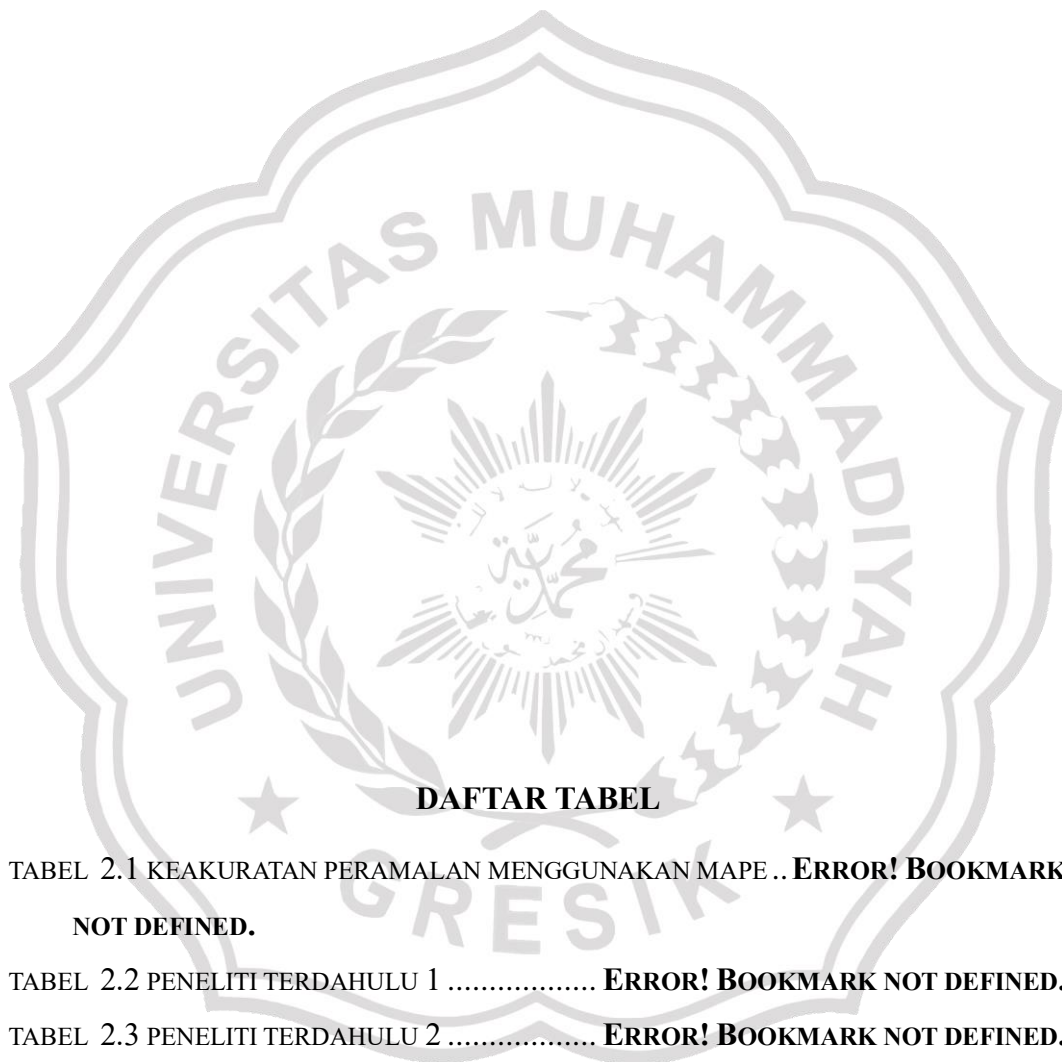 UNIVERSITAS MUHAMMADIYAH
محمد
DAFTAR TABEL
GRESIK
TABEL 2.1 KEAKURATAN PERAMALAN MENGGUNAKAN MAPE .. ERROR! BOOKMARK
NOT DEFINED.
TABEL 2.2 PENELITI TERDAHULU 1 .................. ERROR! BOOKMARK NOT DEFINED.
TABEL 2.3 PENELITI TERDAHULU 2 .................. ERROR! BOOKMARK NOT DEFINED.